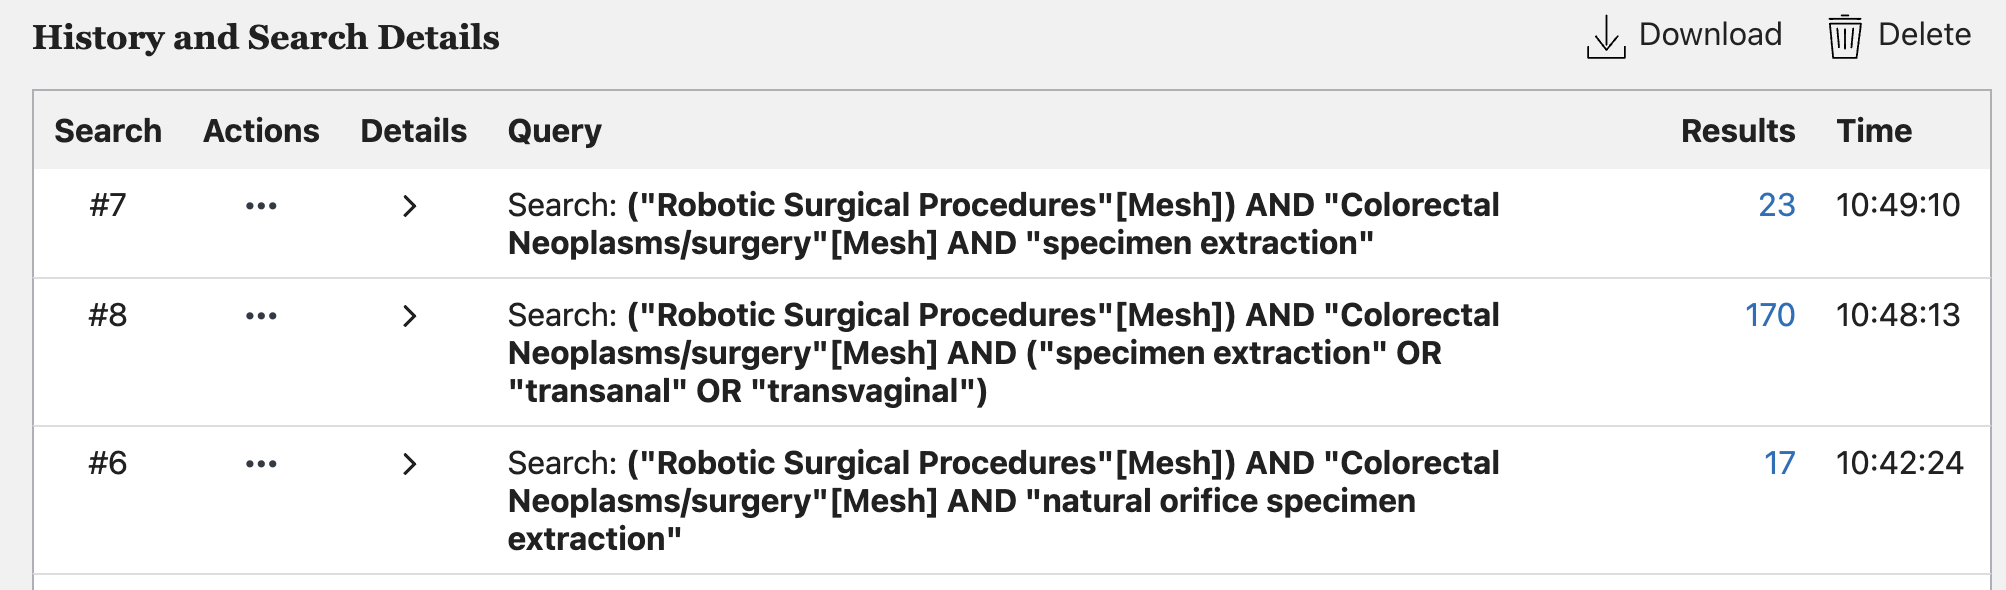 History and Search Details
Download
Delete
Search Actions Details Query Results Time
#7 ••• Search: ("Robotic Surgical Procedures"[Mesh]) AND "Colorectal 23 10:49:10
Neoplasms/surgery"[Mesh] AND "specimen extraction"
#8 ••• Search: ("Robotic Surgical Procedures"[Mesh]) AND "Colorectal 170 10:48:13
Neoplasms/surgery"[Mesh] AND ("specimen extraction" OR
"transanal" OR "transvaginal")
#6 ••• Search: ("Robotic Surgical Procedures"[Mesh]) AND "Colorectal 17 10:42:24
Neoplasms/surgery"[Mesh] AND "natural orifice specimen
extraction"